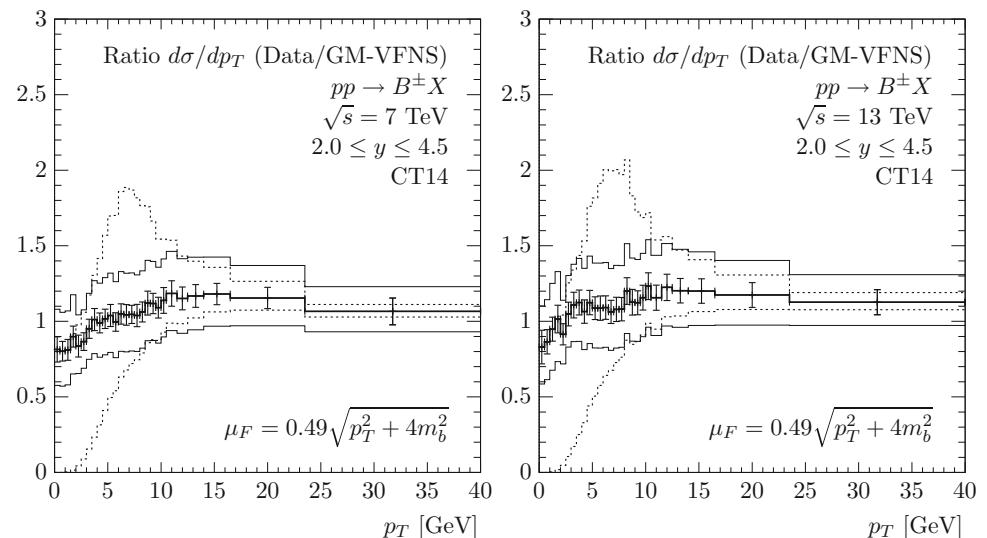 3
2.5
2
1.5
1
0.5
0
Ratio dσ/dp_T (Data/GM-VFNS)
pp → B^± X
√s = 7 TeV
2.0 ≤ y ≤ 4.5
CT14
μ_F = 0.49√(p_T^2 + 4m_b^2)
0 5 10 15 20 25 30 35 40
p_T [GeV]
3
2.5
2
1.5
1
0.5
0
Ratio dσ/dp_T (Data/GM-VFNS)
pp → B^± X
√s = 13 TeV
2.0 ≤ y ≤ 4.5
CT14
μ_F = 0.49√(p_T^2 + 4m_b^2)
0 5 10 15 20 25 30 35 40
p_T [GeV]